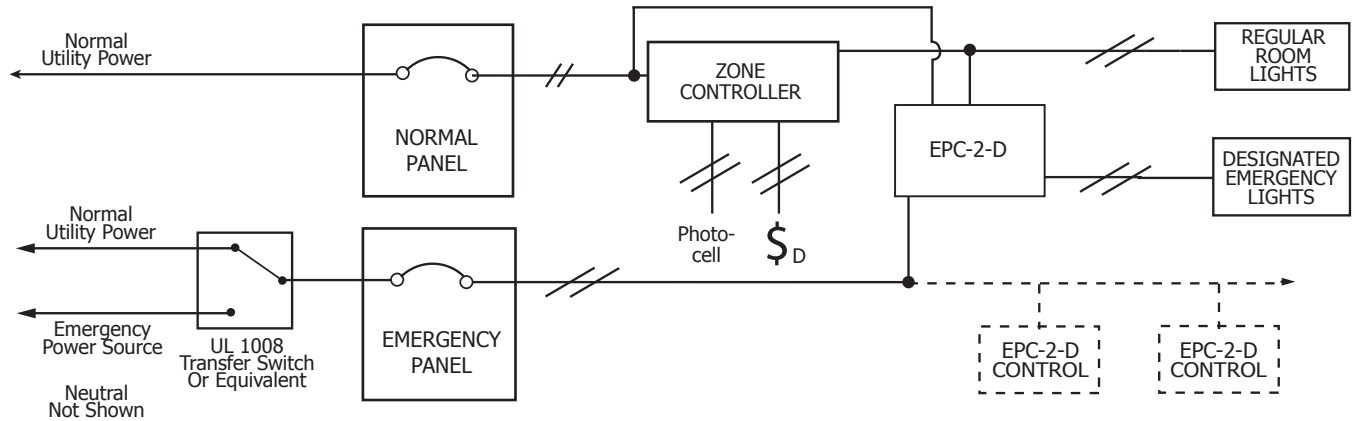 Normal
Utility Power
NORMAL
PANEL
ZONE
CONTROLLER
Photo-
cell
$D
EPC-2-D
REGULAR
ROOM
LIGHTS
DESIGNATED
EMERGENCY
LIGHTS
Normal
Utility Power
Emergency
Power Source
UL 1008
Transfer Switch
Or Equivalent
EMERGENCY
PANEL
EPC-2-D
CONTROL
EPC-2-D
CONTROL
Neutral
Not Shown